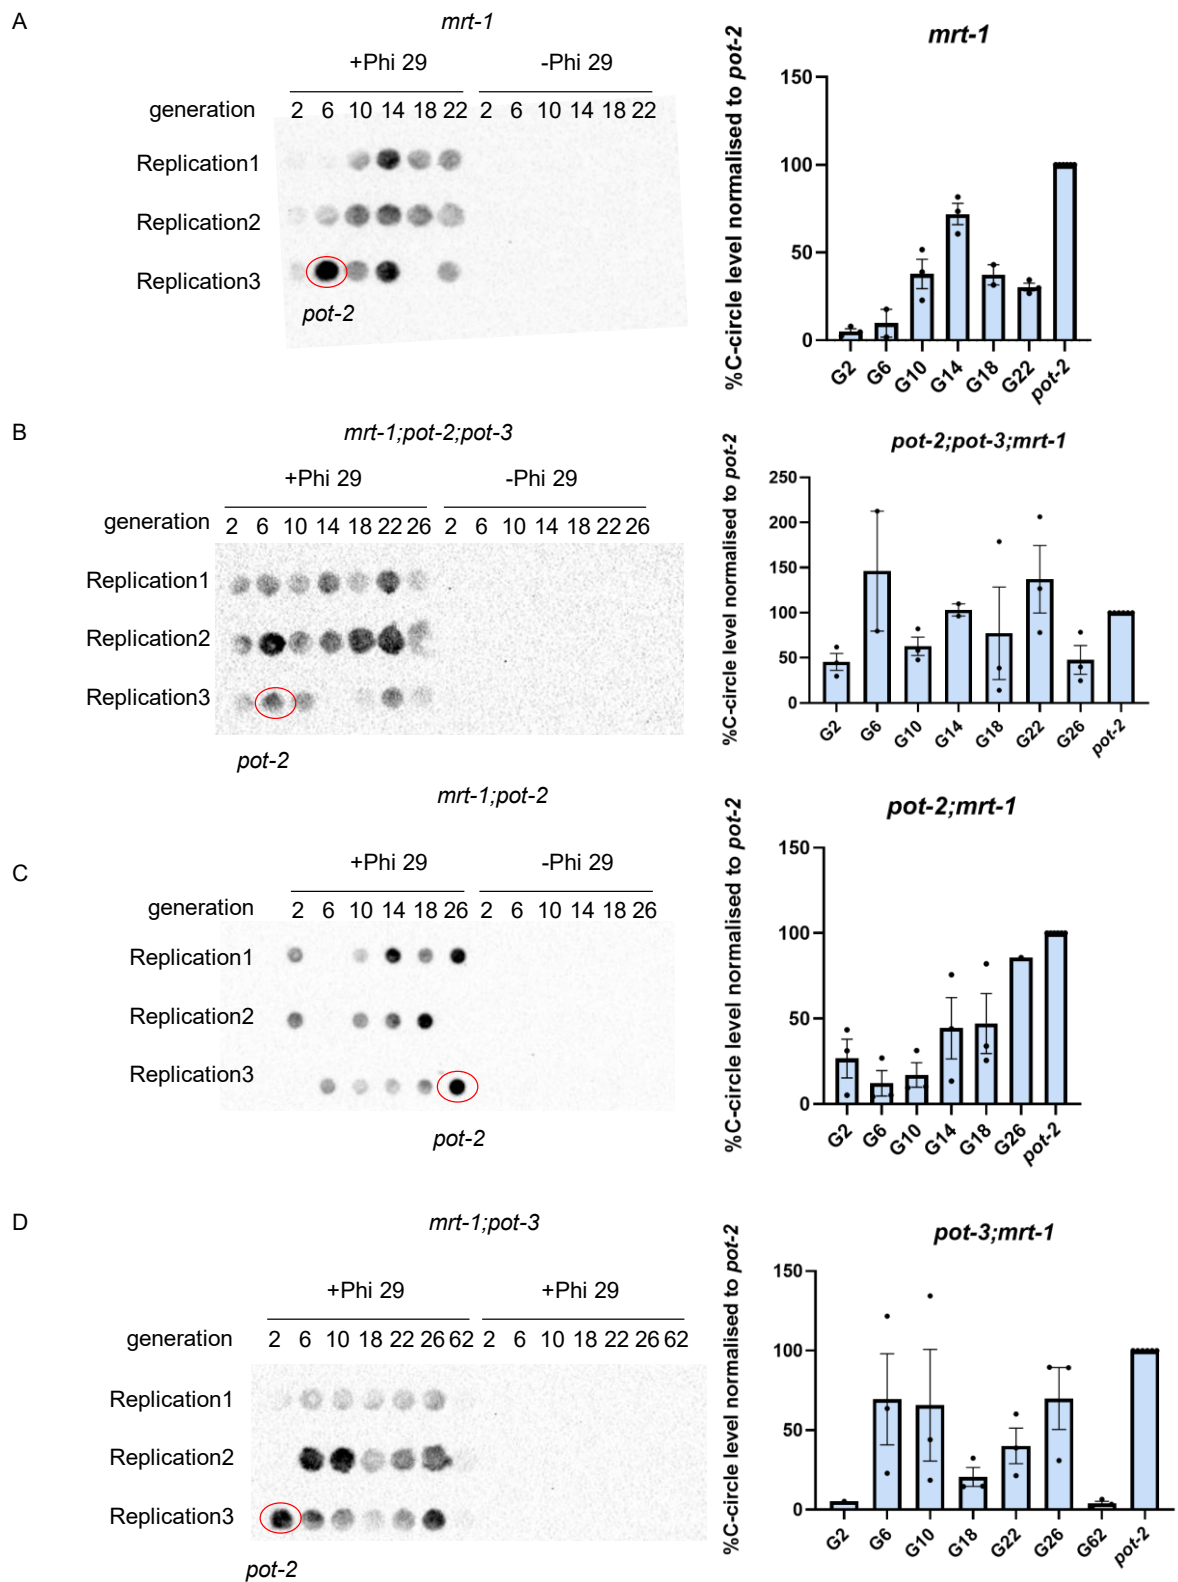 A
mrt-1
+Phi 29 -Phi 29
generation 2 6 10 14 18 22 2 6 10 14 18 22
Replication1
Replication2
Replication3
pot-2
mrt-1
%C-circle level normalised to pot-2
150
100
50
0
G2 G6 G10 G14 G18 G22 pot-2
B
mrt-1;pot-2;pot-3
+Phi 29 -Phi 29
generation 2 6 10 14 18 22 26 2 6 10 14 18 22 26
Replication1
Replication2
Replication3
pot-2
pot-2;pot-3;mrt-1
%C-circle level normalised to pot-2
250
200
150
100
50
0
G2 G6 G10 G14 G18 G22 G26 pot-2
C
mrt-1;pot-2
+Phi 29 -Phi 29
generation 2 6 10 14 18 26 2 6 10 14 18 26
Replication1
Replication2
Replication3
pot-2
pot-2;mrt-1
%C-circle level normalised to pot-2
150
100
50
0
G2 G6 G10 G14 G18 G26 pot-2
D
mrt-1;pot-3
+Phi 29 +Phi 29
generation 2 6 10 18 22 26 62 2 6 10 18 22 26 62
Replication1
Replication2
Replication3
pot-2
pot-3;mrt-1
%C-circle level normalised to pot-2
150
100
50
0
G2 G6 G10 G18 G22 G26 G62 pot-2